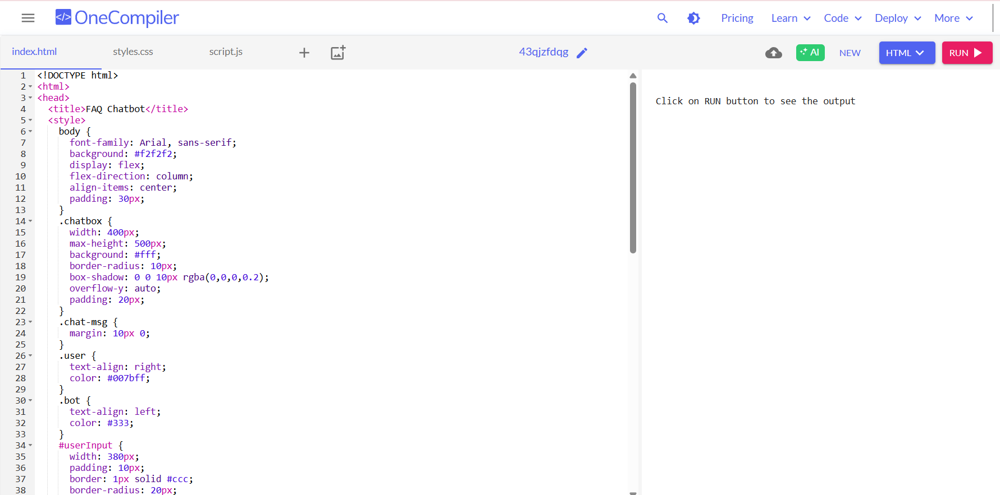 </> OneCompiler
Pricing Learn Code Deploy More
index.html styles.css script.js 43qjzfdqg AI NEW HTML RUN
1 <!DOCTYPE html>
2 <html>
3 <head>
4 <title>FAQ Chatbot</title>
5 <style>
6 body {
7 font-family: Arial, sans-serif;
8 background: #f2f2f2;
9 display: flex;
10 flex-direction: column;
11 align-items: center;
12 padding: 30px;
13 }
14 .chatbox {
15 width: 400px;
16 max-height: 500px;
17 background: #fff;
18 border-radius: 10px;
19 box-shadow: 0 0 10px rgba(0,0,0,0.2);
20 overflow-y: auto;
21 padding: 20px;
22 }
23 .chat-msg {
24 margin: 10px 0;
25 }
26 .user {
27 text-align: right;
28 color: #007bff;
29 }
30 .bot {
31 text-align: left;
32 color: #333;
33 }
34 #userInput {
35 width: 380px;
36 padding: 10px;
37 border: 1px solid #ccc;
38 border-radius: 20px;
Click on RUN button to see the output